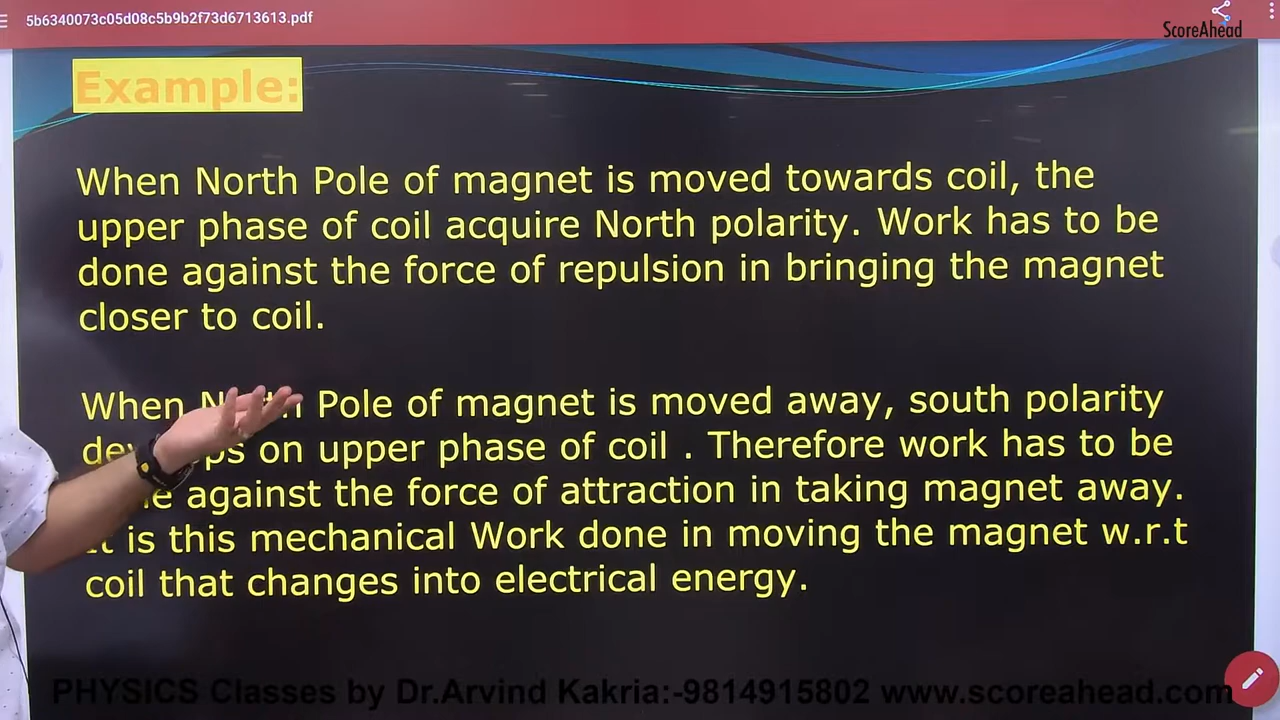 5b6340073c05d08c5b9b2f73d6713613.pdf
ScoreAhead
Example:
When North Pole of magnet is moved towards coil, the
upper phase of coil acquire North polarity. Work has to be
done against the force of repulsion in bringing the magnet
closer to coil.
When North Pole of magnet is moved away, south polarity
on upper phase of coil . Therefore work has to be
against the force of attraction in taking magnet away.
It is this mechanical Work done in moving the magnet w.r.t
coil that changes into electrical energy.
PHYSICS Classes by Dr.Arvind Kakria:-9814915802 www.scoreahead.com